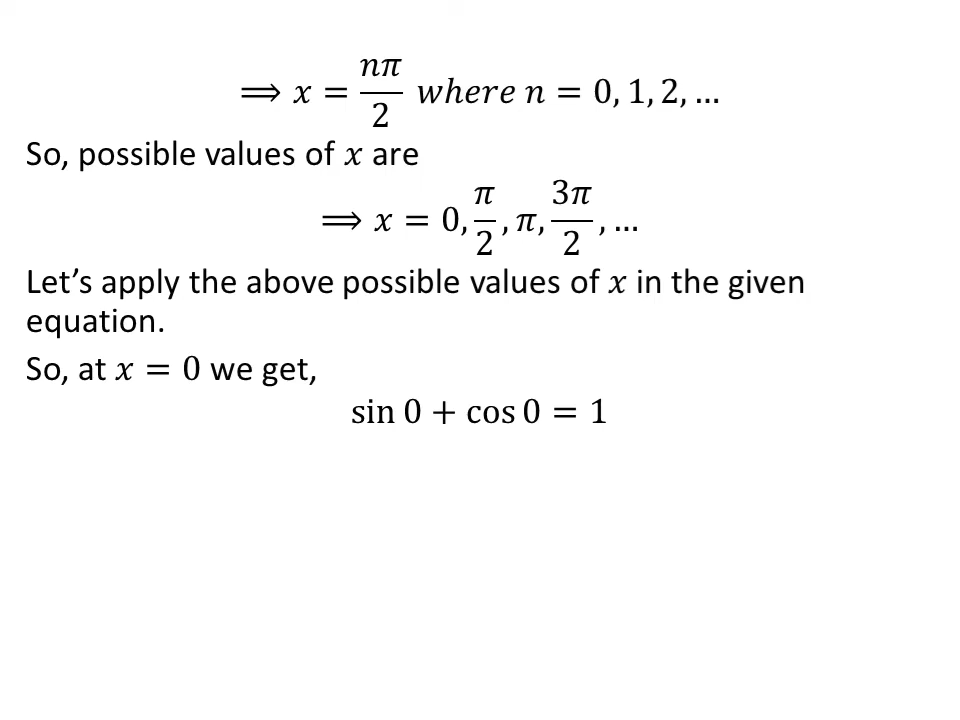 ⟹ x = nπ/2 where n = 0, 1, 2, …
So, possible values of x are
⟹ x = 0, π/2, π, 3π/2, …
Let’s apply the above possible values of x in the given
equation.
So, at x = 0 we get,
sin 0 + cos 0 = 1